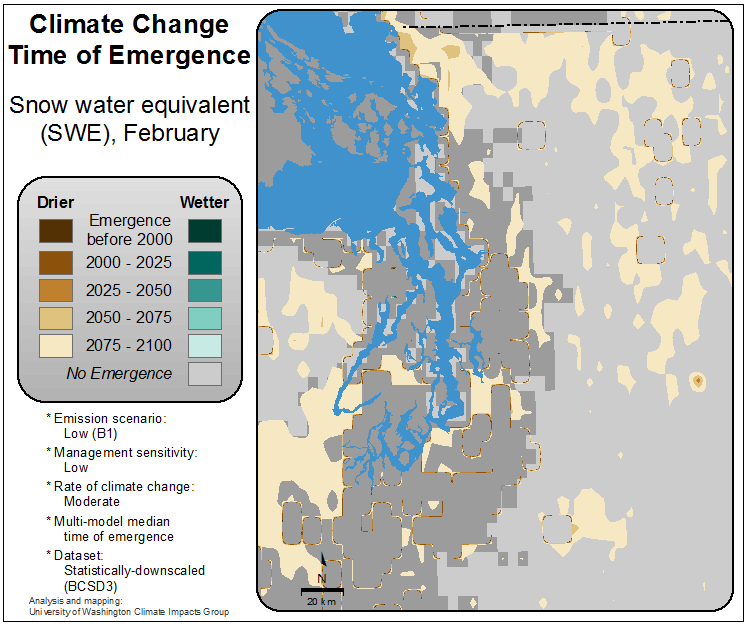 Climate Change
Time of Emergence
Snow water equivalent
(SWE), February
Drier Wetter
Emergence
before 2000
2000 - 2025
2025 - 2050
2050 - 2075
2075 - 2100
No Emergence
* Emission scenario:
Low (B1)
* Management sensitivity:
Low
* Rate of climate change:
Moderate
* Multi-model median
time of emergence
* Dataset:
Statistically-downscaled
(BCSD3)
Analysis and mapping:
University of Washington Climate Impacts Group
N
20 km